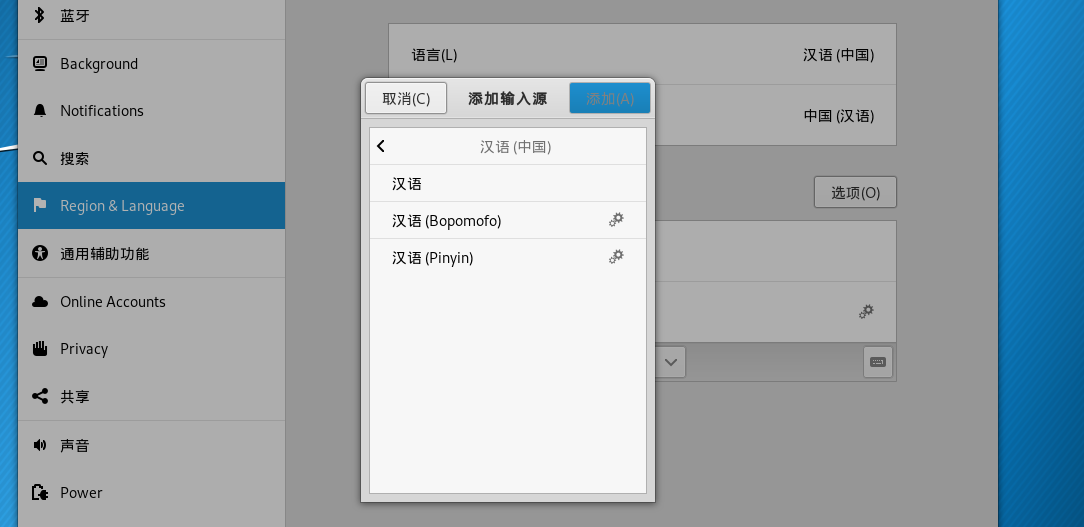 蓝牙
Background
Notifications
搜索
Region & Language
通用辅助功能
Online Accounts
Privacy
共享
声音
Power
语言(L)
汉语 (中国)
中国 (汉语)
选项(O)
取消(C)
添加输入源
添加(A)
汉语 (中国)
汉语
汉语 (Bopomofo)
汉语 (Pinyin)